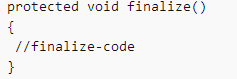 protected void finalize()
{
//finalize-code
}